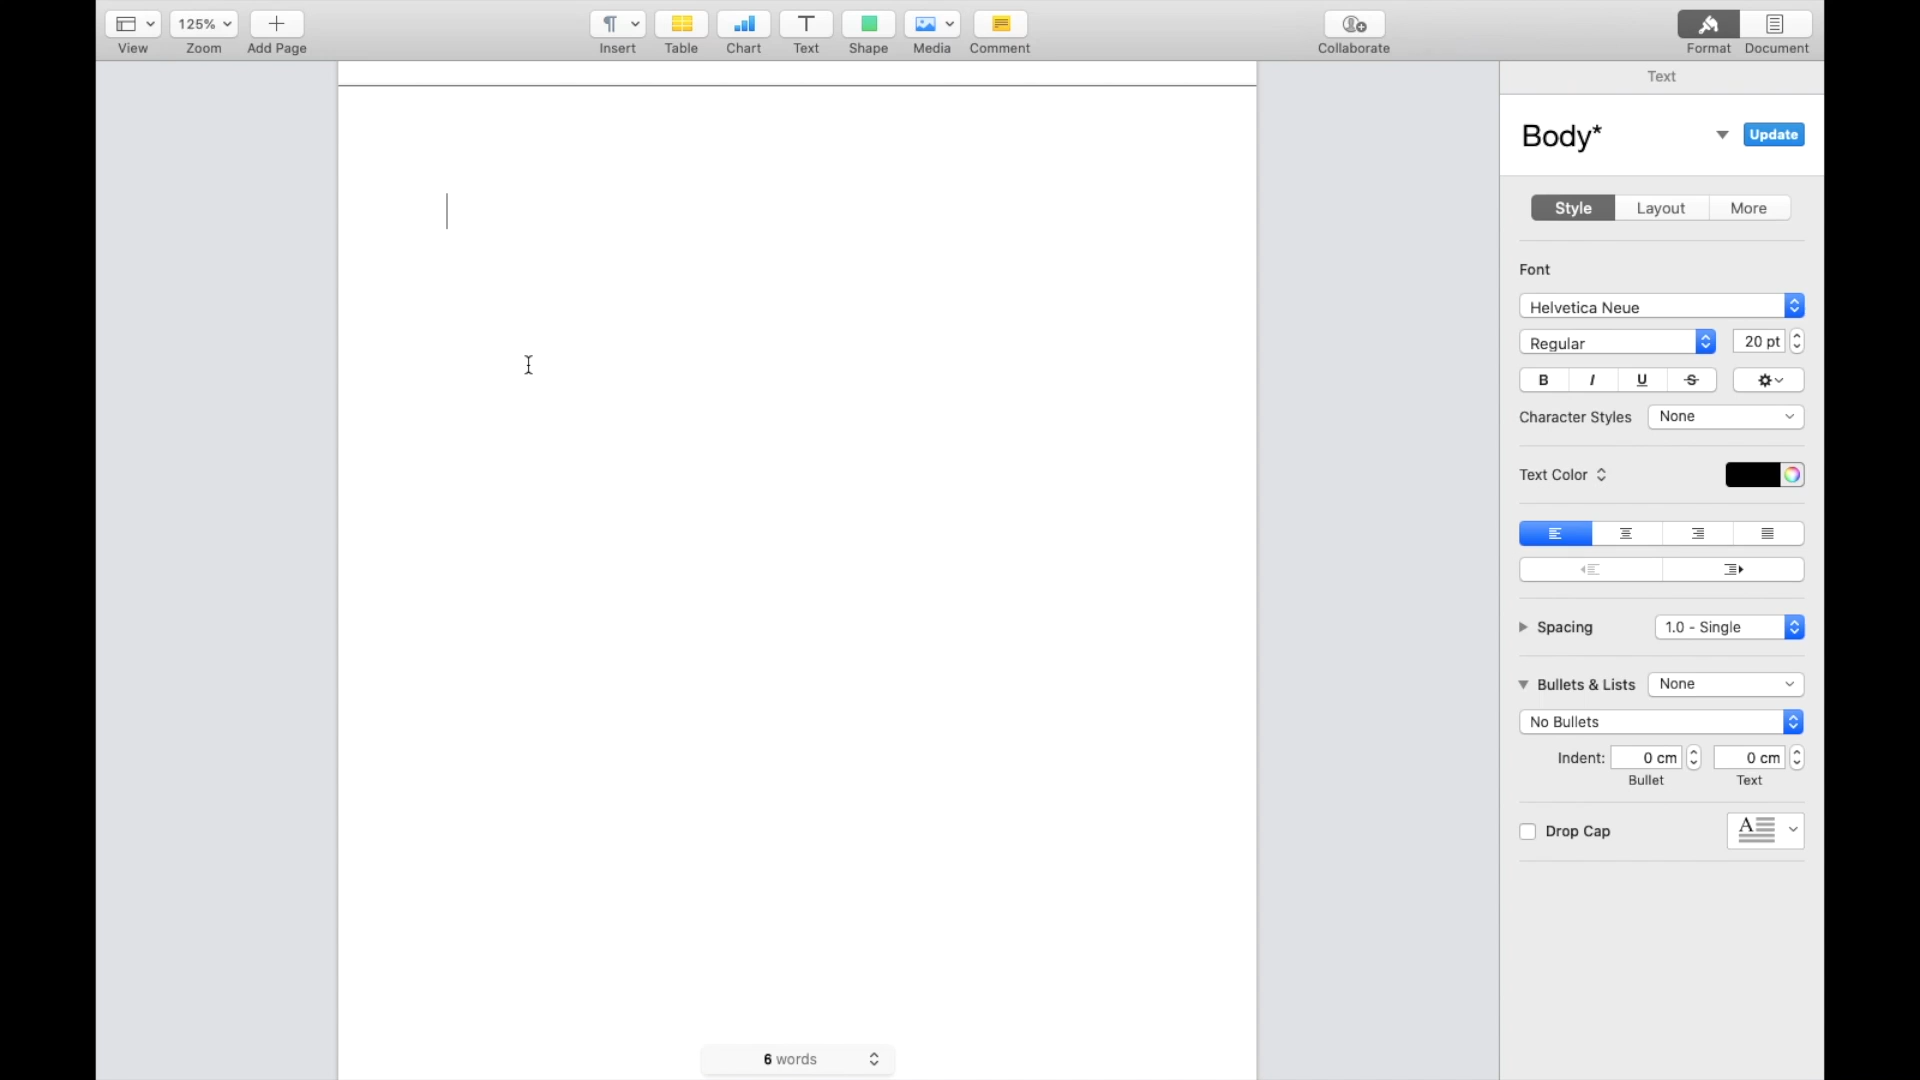 125%
View
Zoom
Add Page
Insert
Table
Chart
T
Text
Shape
Media
Comment
Collaborate
Format
Document
Text
Body*
Update
Style
Layout
More
Font
Helvetica Neue
Regular
20 pt
B I U S
Character Styles
None
Text Color
Spacing
1.0 - Single
Bullets & Lists
None
No Bullets
Indent:
0 cm
0 cm
Bullet
Text
Drop Cap
A
6 words